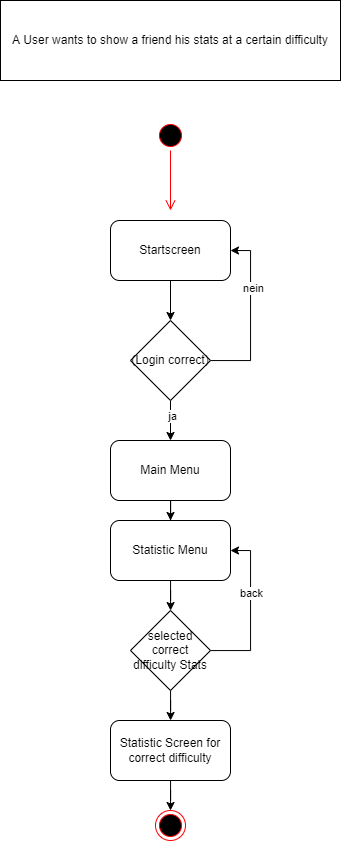 A User wants to show a friend his stats at a certain difficulty
Startscreen
nein
(Login correct)
ja
Main Menu
Statistic Menu
back
selected
correct
difficulty Stats
Statistic Screen for
correct difficulty